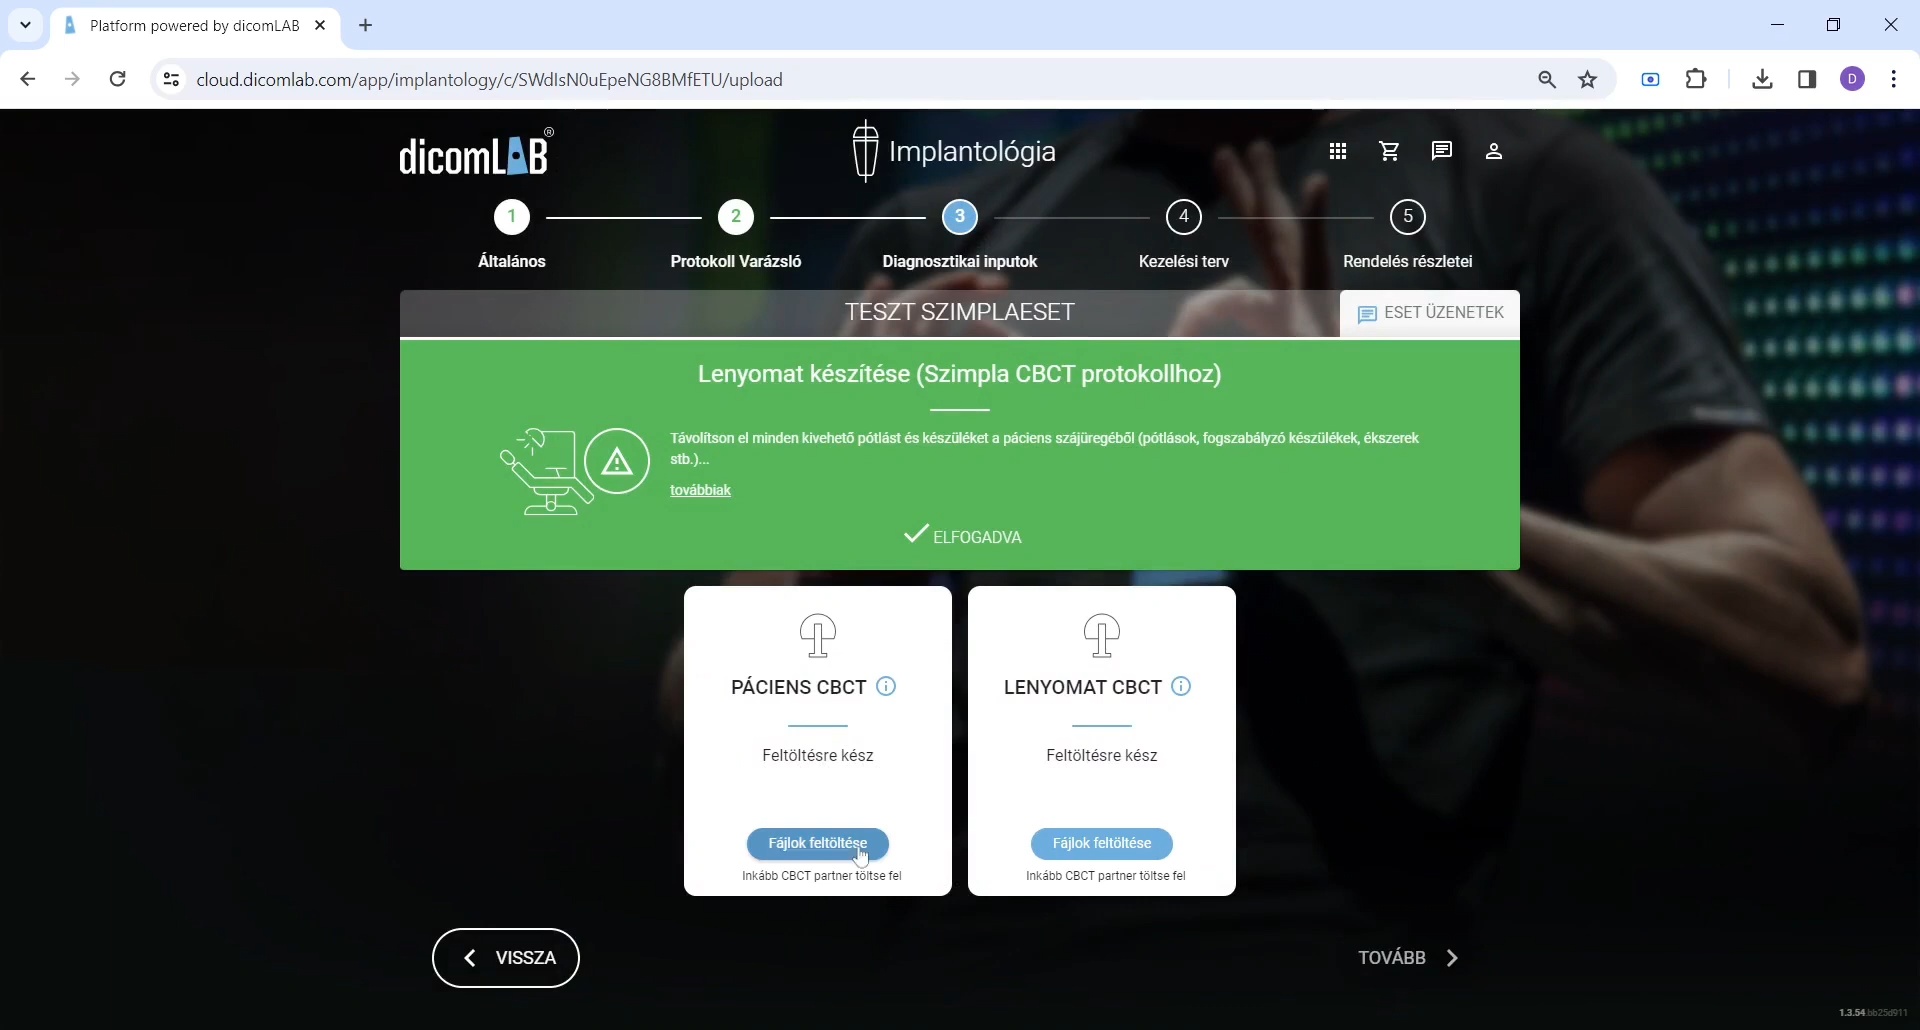 Platform powered by dicomLAB
cloud.dicomlab.com/app/implantology/c/SWdIsN0uEpeNG8BMfETU/upload
D
dicomLAB®
Implantológia
1
2
3
4
5
Általános
Protokoll Varázsló
Diagnosztikai inputok
Kezelési terv
Rendelés részletei
TESZT SZIMPLAESET
ESET ÜZENETEK
Lenyomat készítése (Szimpla CBCT protokollhoz)
Távolítson el minden kivehető pótlást és készüléket a páciens szájüregéből (pótlások, fogszabályzó készülékek, ékszerek
stb.)...
továbbiak
ELFOGADVA
PÁCIENS CBCT
Feltöltésre kész
Fájlok feltöltése
Inkább CBCT partner töltse fel
LENYOMAT CBCT
Feltöltésre kész
Fájlok feltöltése
Inkább CBCT partner töltse fel
VISSZA
TOVÁBB
1.3.54.bb25d911